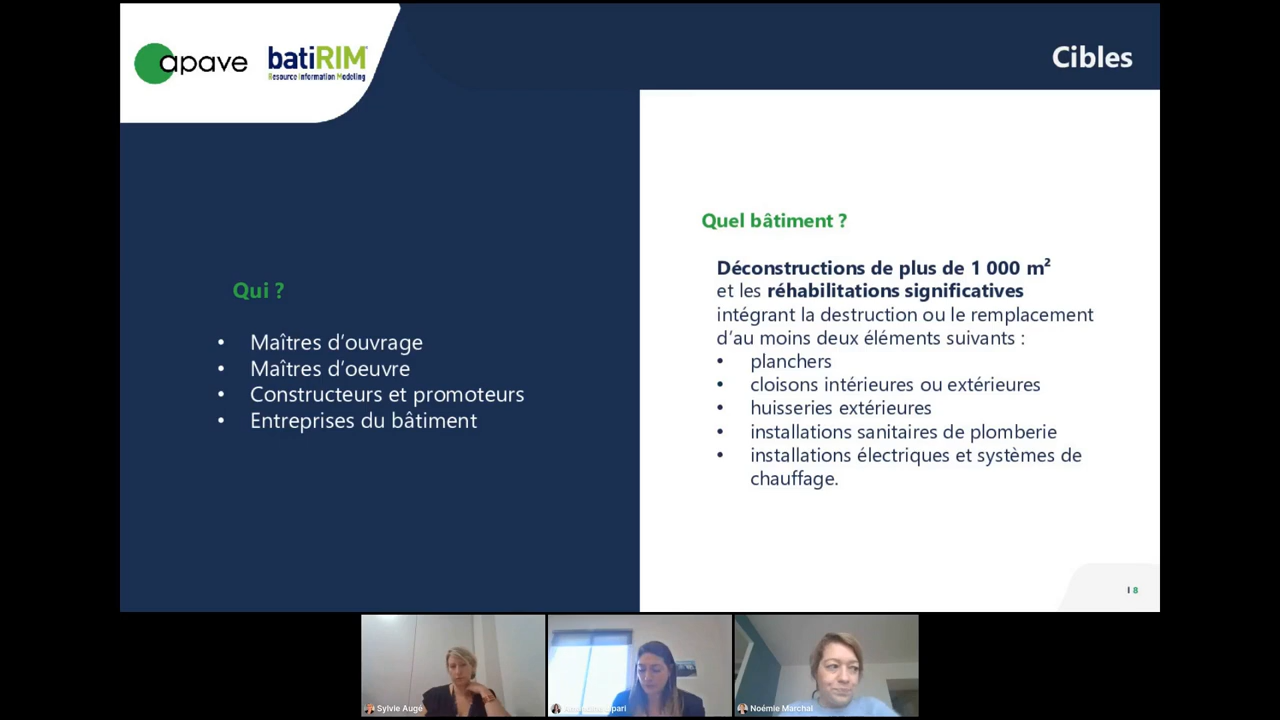 apave
batiRIM
Resource Information Modeling
Cibles
Qui ?
• Maîtres d'ouvrage
• Maîtres d'oeuvre
• Constructeurs et promoteurs
• Entreprises du bâtiment
Quel bâtiment ?
Déconstructions de plus de 1 000 m²
et les réhabilitations significatives
intégrant la destruction ou le remplacement
d'au moins deux éléments suivants :
• planchers
• cloisons intérieures ou extérieures
• huisseries extérieures
• installations sanitaires de plomberie
• installations électriques et systèmes de
chauffage.
I 8
Sylvie Augé
Noémie Marchal